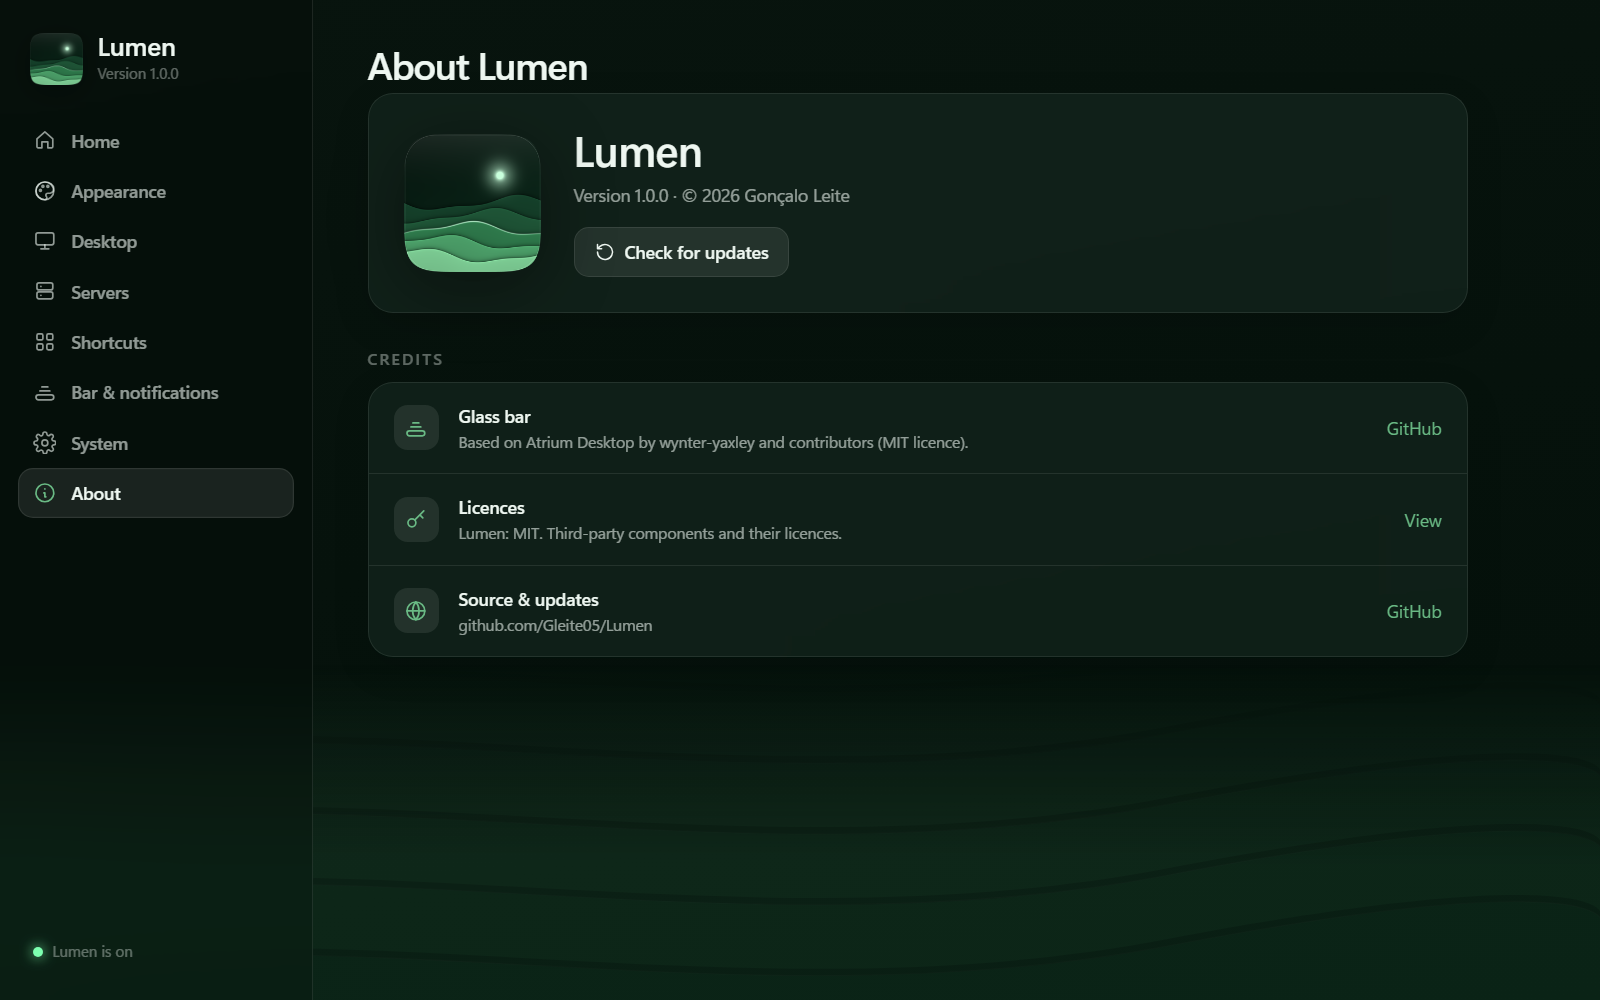 Lumen
Version 1.0.0
Home
Appearance
Desktop
Servers
Shortcuts
Bar & notifications
System
About
Lumen is on
About Lumen
Lumen
Version 1.0.0 · © 2026 Gonçalo Leite
Check for updates
CREDITS
Glass bar
Based on Atrium Desktop by wynter-yaxley and contributors (MIT licence).
GitHub
Licences
Lumen: MIT. Third-party components and their licences.
View
Source & updates
github.com/Gleite05/Lumen
GitHub